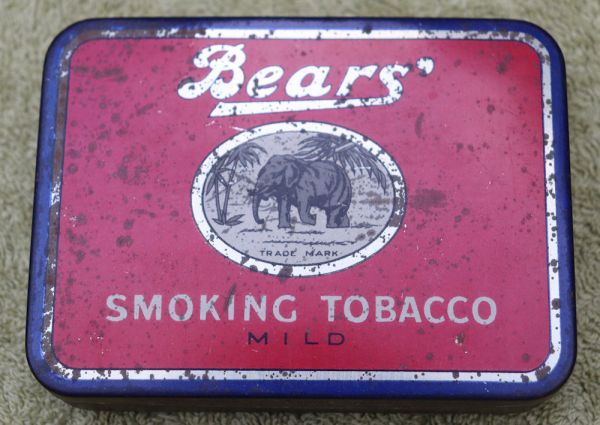 Bears'
TRADE MARK
SMOKING TOBACCO
MILD